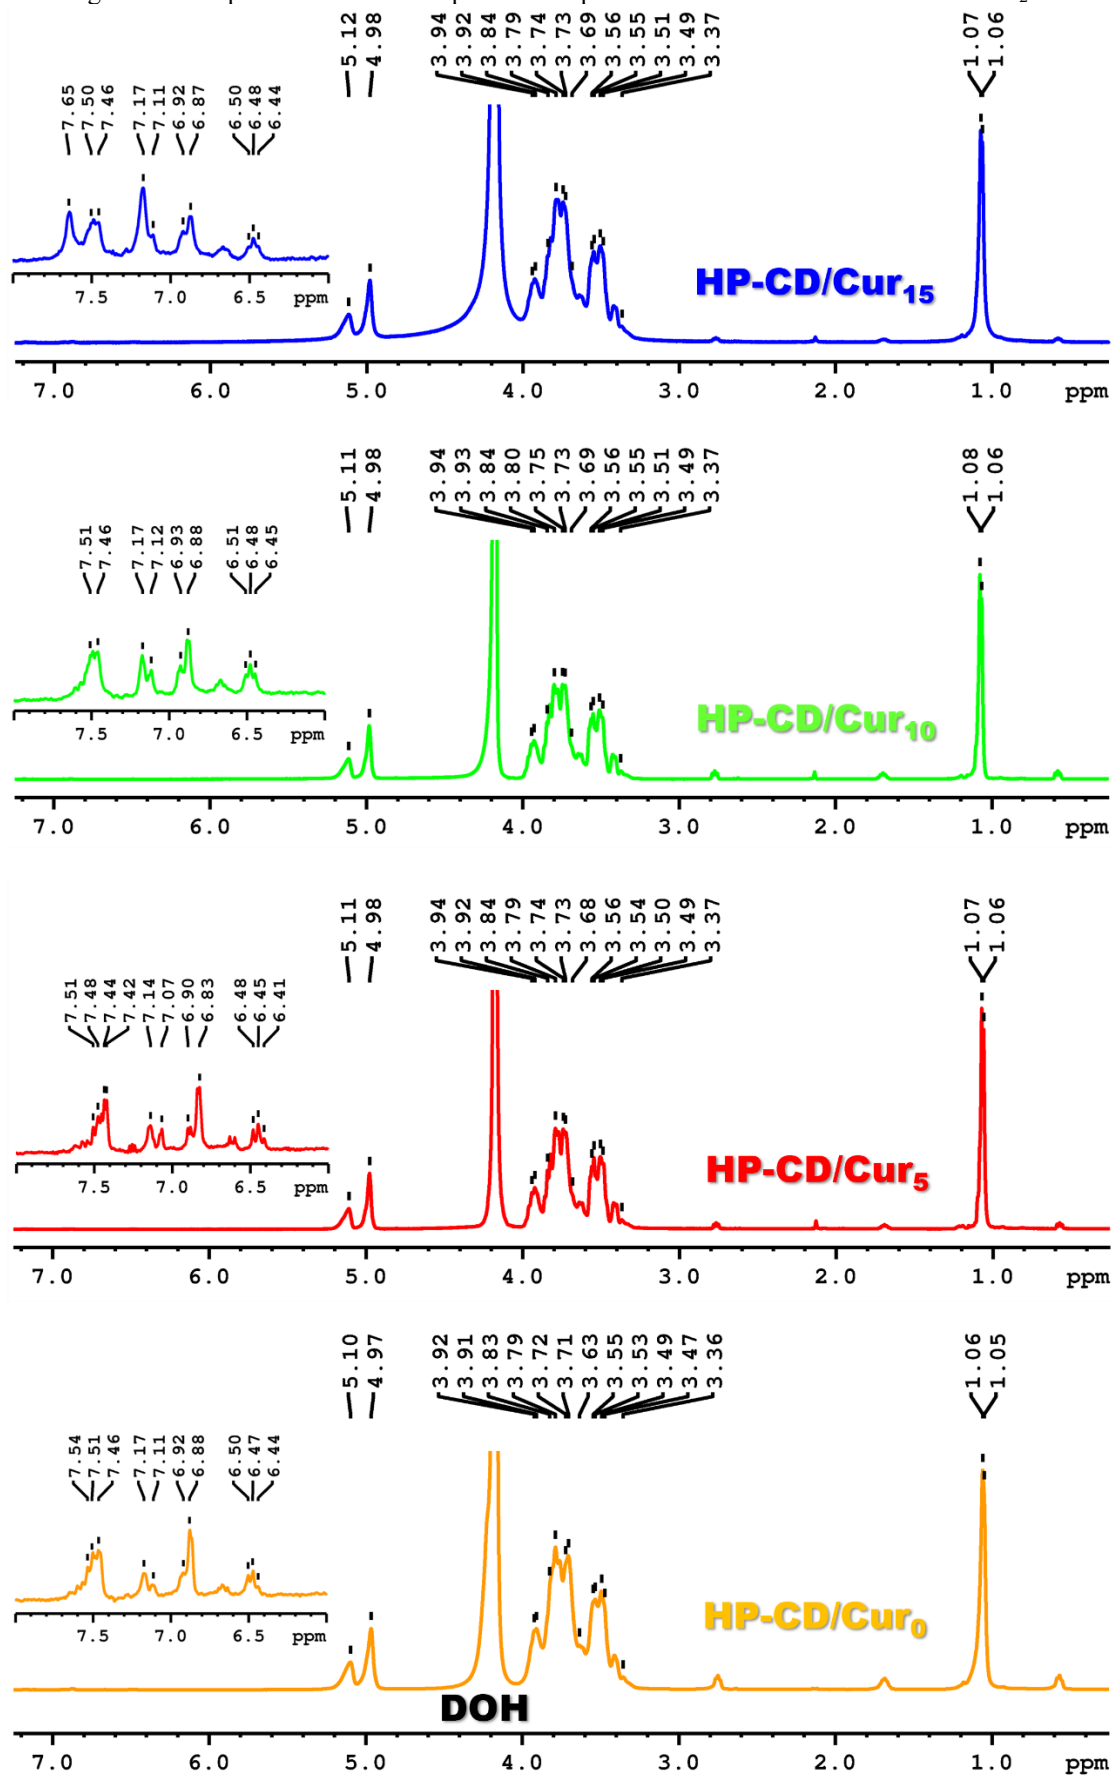 5.12 4.98 3.94 3.92 3.84 3.79 3.74 3.73 3.69 3.56 3.55 3.51 3.49 3.37 1.07 1.06
7.65 7.50 7.46 7.17 7.11 6.92 6.87 6.50 6.48 6.44
7.5 7.0 6.5 ppm
HP-CD/Cur15
7.0 6.0 5.0 4.0 3.0 2.0 1.0 ppm
5.11 4.98 3.94 3.93 3.84 3.80 3.75 3.73 3.69 3.56 3.55 3.51 3.49 3.37 1.08 1.06
7.51 7.46 7.17 7.12 6.93 6.88 6.51 6.48 6.45
7.5 7.0 6.5 ppm
HP-CD/Cur10
7.0 6.0 5.0 4.0 3.0 2.0 1.0 ppm
5.11 4.98 3.94 3.92 3.84 3.79 3.74 3.73 3.68 3.56 3.54 3.50 3.49 3.37 1.07 1.06
7.51 7.48 7.44 7.42 7.14 7.07 6.90 6.83 6.48 6.45 6.41
7.5 7.0 6.5 ppm
HP-CD/Cur5
7.0 6.0 5.0 4.0 3.0 2.0 1.0 ppm
5.10 4.97 3.92 3.91 3.83 3.79 3.72 3.71 3.63 3.55 3.53 3.49 3.47 3.36 1.06 1.05
7.54 7.51 7.46 7.17 7.11 6.92 6.88 6.50 6.47 6.44
7.5 7.0 6.5 ppm
HP-CD/Cur0
DOH
7.0 6.0 5.0 4.0 3.0 2.0 1.0 ppm